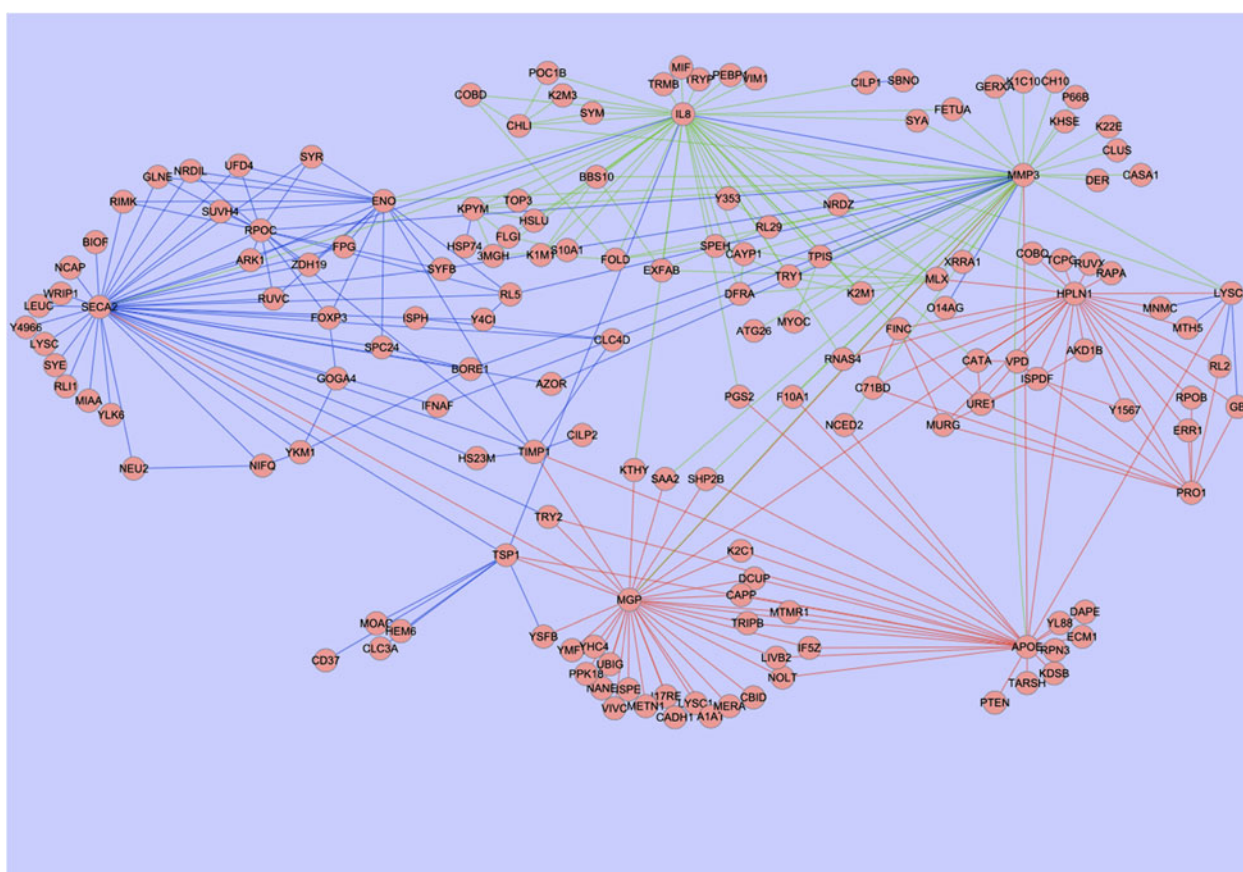 MIF
POC1B
TRYP
PEBP1
VIM1
TRMB
CILP1
SBNO
GERXA
K1C10
CH10
P66B
COBD
K2M3
SYM
IL8
CHLI
FETUA
SYA
KHSE
K22E
CLUS
NRDIL
UFD4
SYR
GLNE
MMP3
DER
CASA1
BBS10
RIMK
SUVH4
ENO
KPYM
TOP3
Y353
NRDZ
HSLU
RPOC
RL29
BIOF
FPG
HSP74
FLGI
3MGH
K1M1
S10A1
SPEH
CAYP1
TPIS
ARK1
ZDH19
FOLD
XRRA1
COBQ
TCPG
RUVX
RAPA
NCAP
SYFB
EXFAB
TRY1
MLX
WRIP1
RUVC
RL5
DFRA
K2M1
HPLN1
LYSC
LEUC
SECA2
O14AG
MNMC
FOXP3
ISPH
Y4CI
MYOC
Y4966
ATG26
FINC
MTH5
LYSC
SPC24
CLC4D
AKD1B
SYE
BORE1
RNAS4
CATA
VPD
RL2
RLI1
GOGA4
AZOR
ISPDF
MIAA
C71BD
PGS2
F10A1
URE1
RPOB
YLK6
IFNAF
Y1567
GB
NCED2
MURG
ERR1
CILP2
TIMP1
YKM1
HS23M
NEU2
NIFQ
KTHY
SAA2
SHP2B
PRO1
TRY2
TSP1
K2C1
DCUP
MGP
CAPP
MTMR1
MOAC
HEM6
TRIPB
DAPE
YL88
ECM1
CLC3A
CD37
YSFB
YMF
YHC4
UBIG
LIVB2
IF5Z
APOE
RPN3
PPK18
NOLT
KDSB
NANE
ISPE
TARSH
VIVC
METN1
I17RE
LYSC1
MERA
CBID
PTEN
CADH1
A1AT